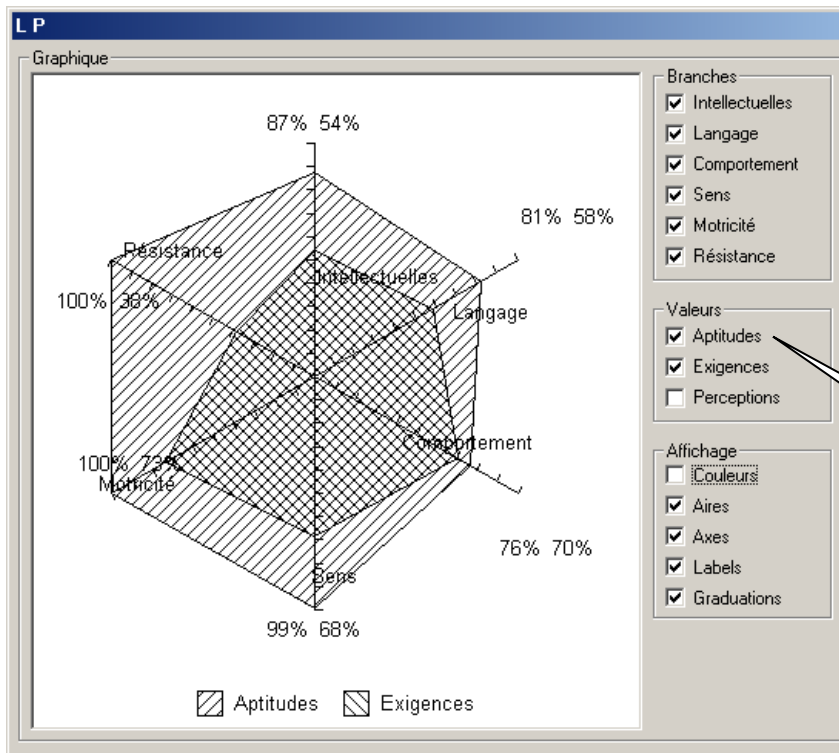 L P
Graphique
87% 54%
81% 58%
Résistance
Intellectuelles
100% 38%
Langage
Comportement
100% 73%
Motricité
76% 70%
Sens
99% 68%
Aptitudes Exigences
Branches
Intellectuelles
Langage
Comportement
Sens
Motricité
Résistance
Valeurs
Aptitudes
Exigences
Perceptions
Affichage
Couleurs
Aires
Axes
Labels
Graduations